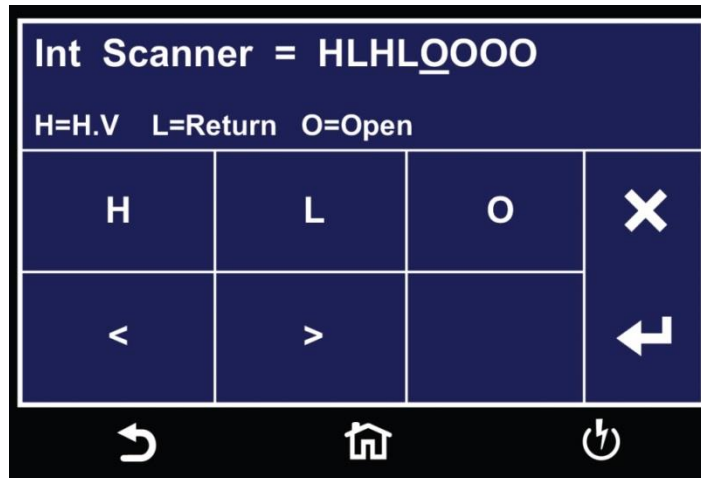 Int Scanner = HLHLOOOO
H=H.V L=Return O=Open
H L O
< >